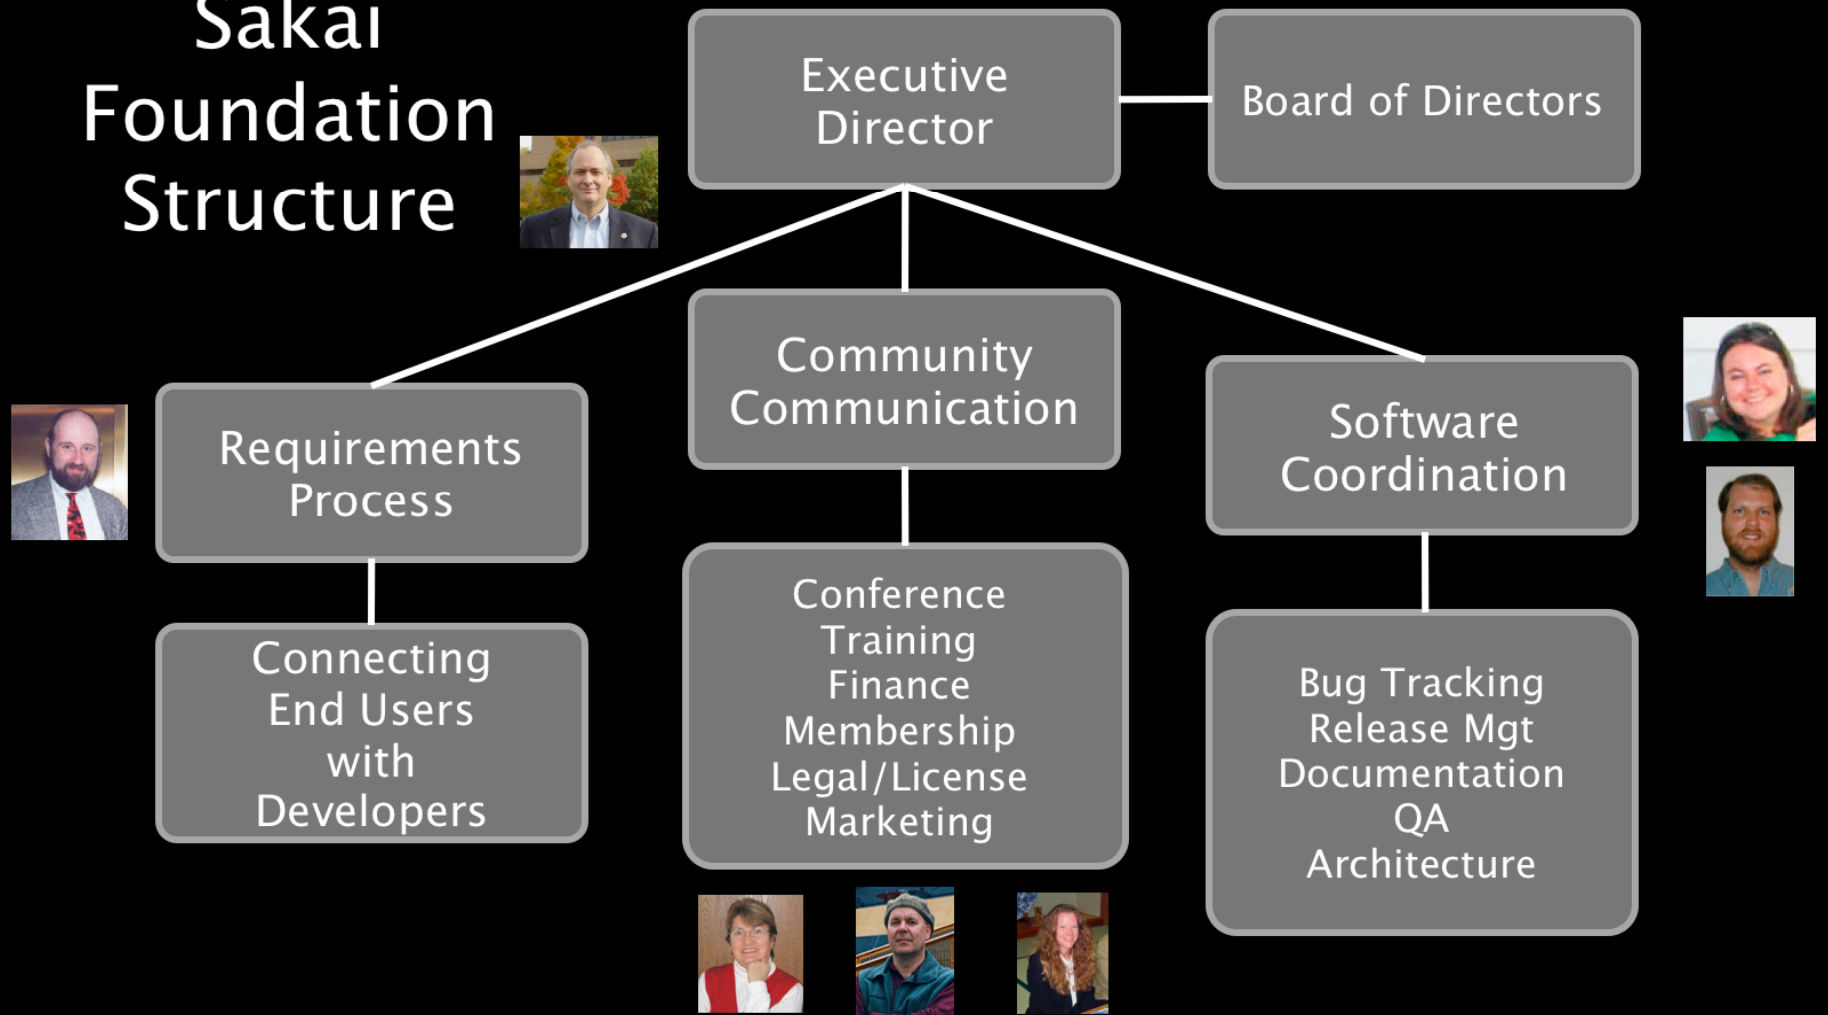 Sakai
Foundation
Structure
Executive
Director
Board of Directors
Community
Communication
Requirements
Process
Software
Coordination
Connecting
End Users
with
Developers
Conference
Training
Finance
Membership
Legal/License
Marketing
Bug Tracking
Release Mgt
Documentation
QA
Architecture